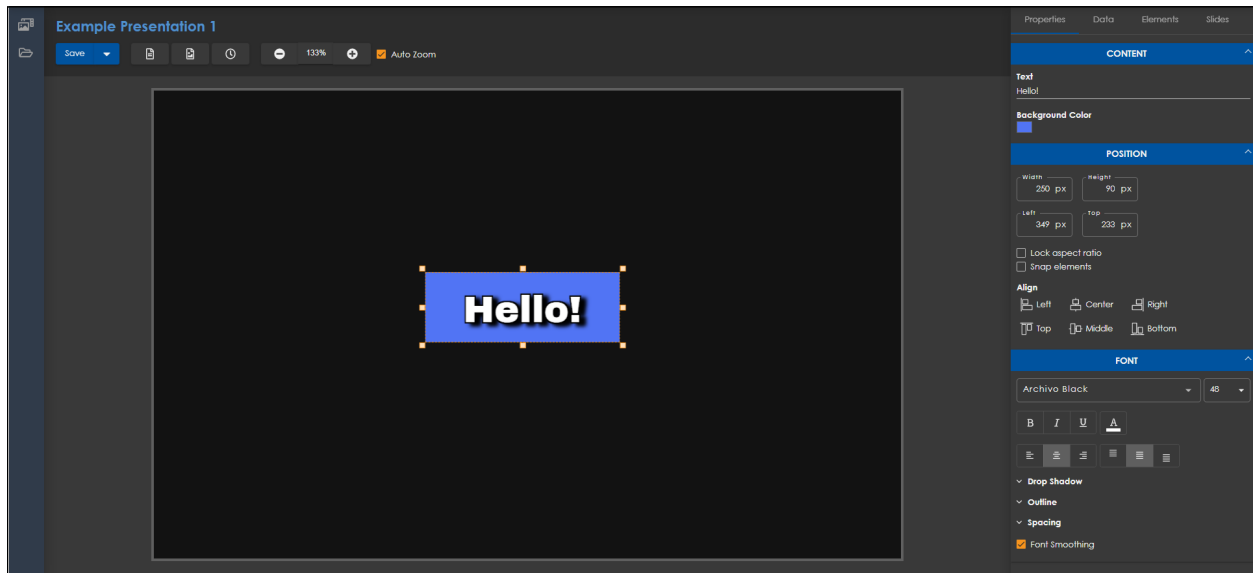 Example Presentation 1
Save
133%
Auto Zoom
Hello!
Properties Data Elements Slides
CONTENT
Text
Hello!
Background Color
POSITION
Width Height
250 px 90 px
Left Top
349 px 233 px
Lock aspect ratio
Snap elements
Align
Left Center Right
Top Middle Bottom
FONT
Archivo Black 48
B I U A
Drop Shadow
Outline
Spacing
Font Smoothing